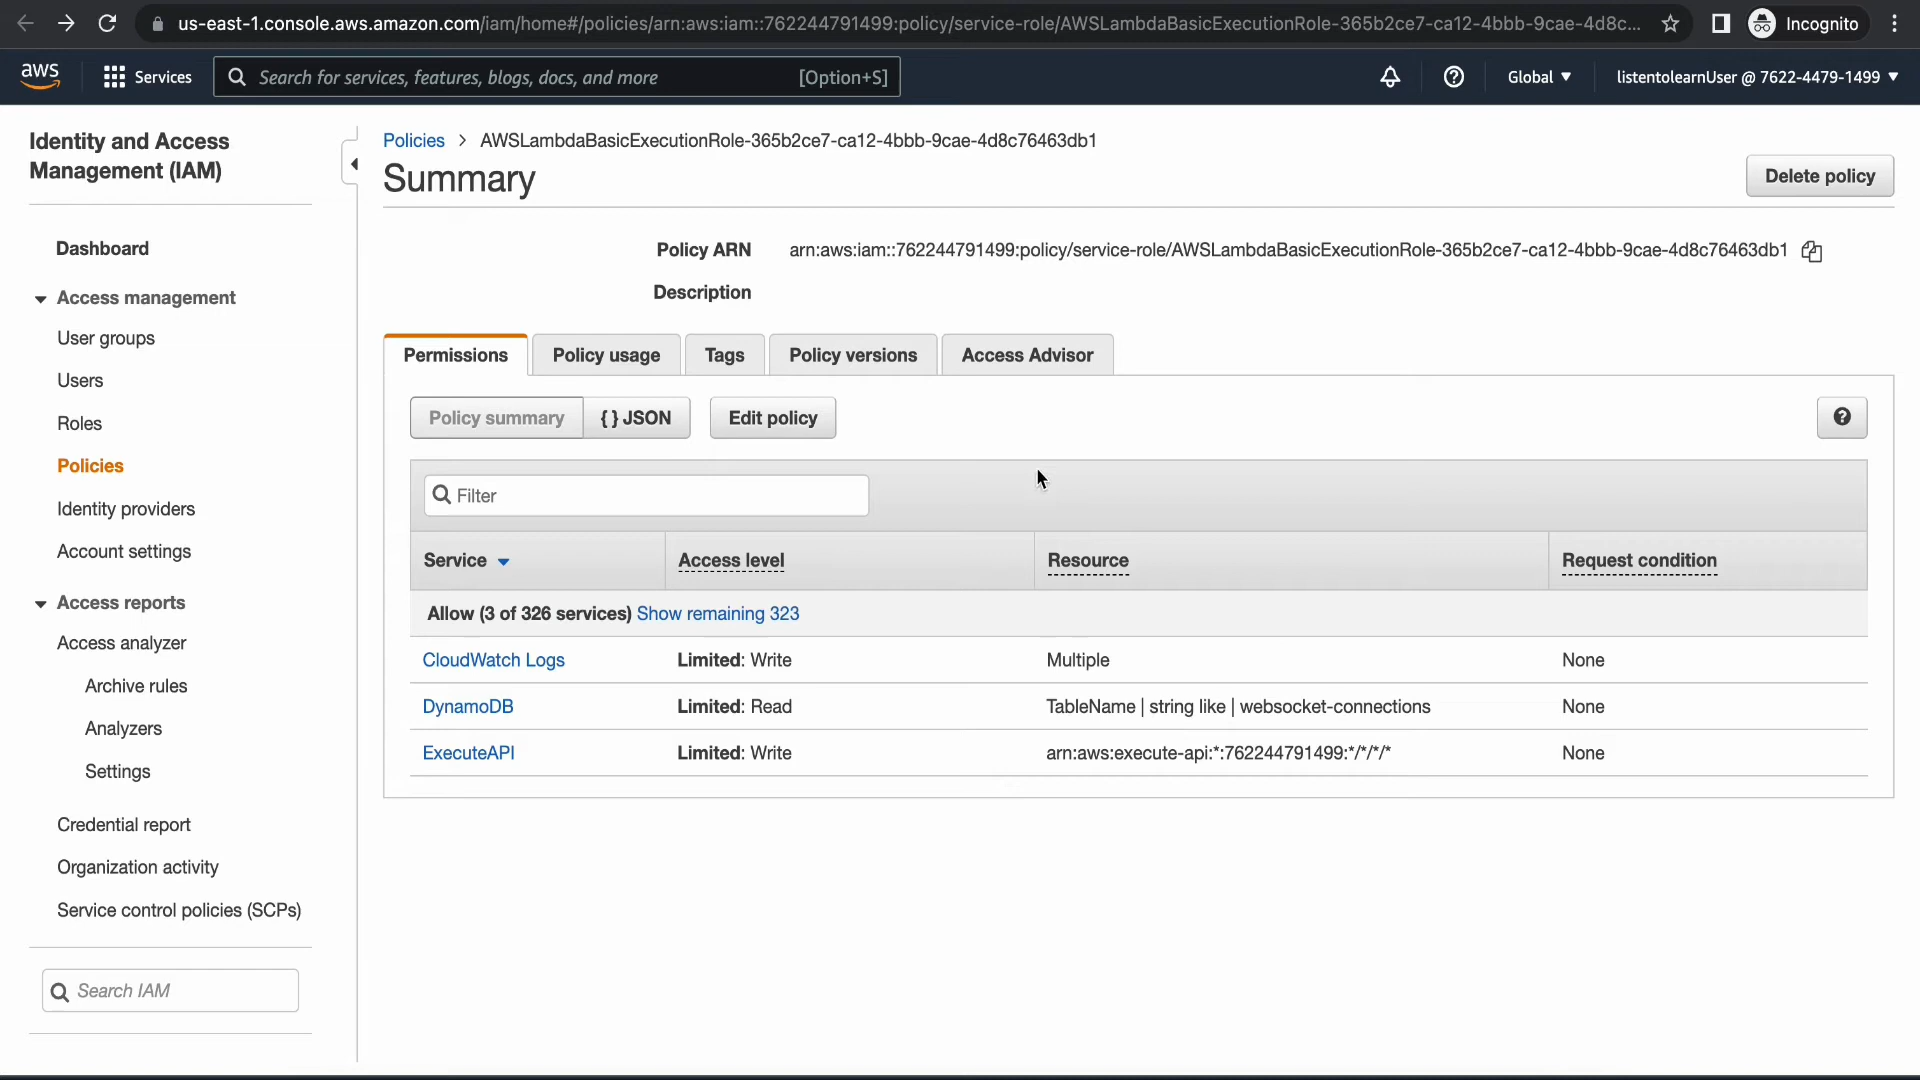 us-east-1.console.aws.amazon.com/iam/home#/policies/arn:aws:iam::762244791499:policy/service-role/AWSLambdaBasicExecutionRole-365b2ce7-ca12-4bbb-9cae-4d8c...
Incognito
aws
Services
Search for services, features, blogs, docs, and more
[Option+S]
Global
listentolearnUser @ 7622-4479-1499
Identity and Access
Management (IAM)
Dashboard
Access management
User groups
Users
Roles
Policies
Identity providers
Account settings
Access reports
Access analyzer
Archive rules
Analyzers
Settings
Credential report
Organization activity
Service control policies (SCPs)
Search IAM
Policies > AWSLambdaBasicExecutionRole-365b2ce7-ca12-4bbb-9cae-4d8c76463db1
Summary
Delete policy
Policy ARN arn:aws:iam::762244791499:policy/service-role/AWSLambdaBasicExecutionRole-365b2ce7-ca12-4bbb-9cae-4d8c76463db1
Description
Permissions Policy usage Tags Policy versions Access Advisor
Policy summary {} JSON Edit policy
Filter
Service Access level Resource Request condition
Allow (3 of 326 services) Show remaining 323
CloudWatch Logs Limited: Write Multiple None
DynamoDB Limited: Read TableName | string like | websocket-connections None
ExecuteAPI Limited: Write arn:aws:execute-api:*:762244791499:*/*/*/* None